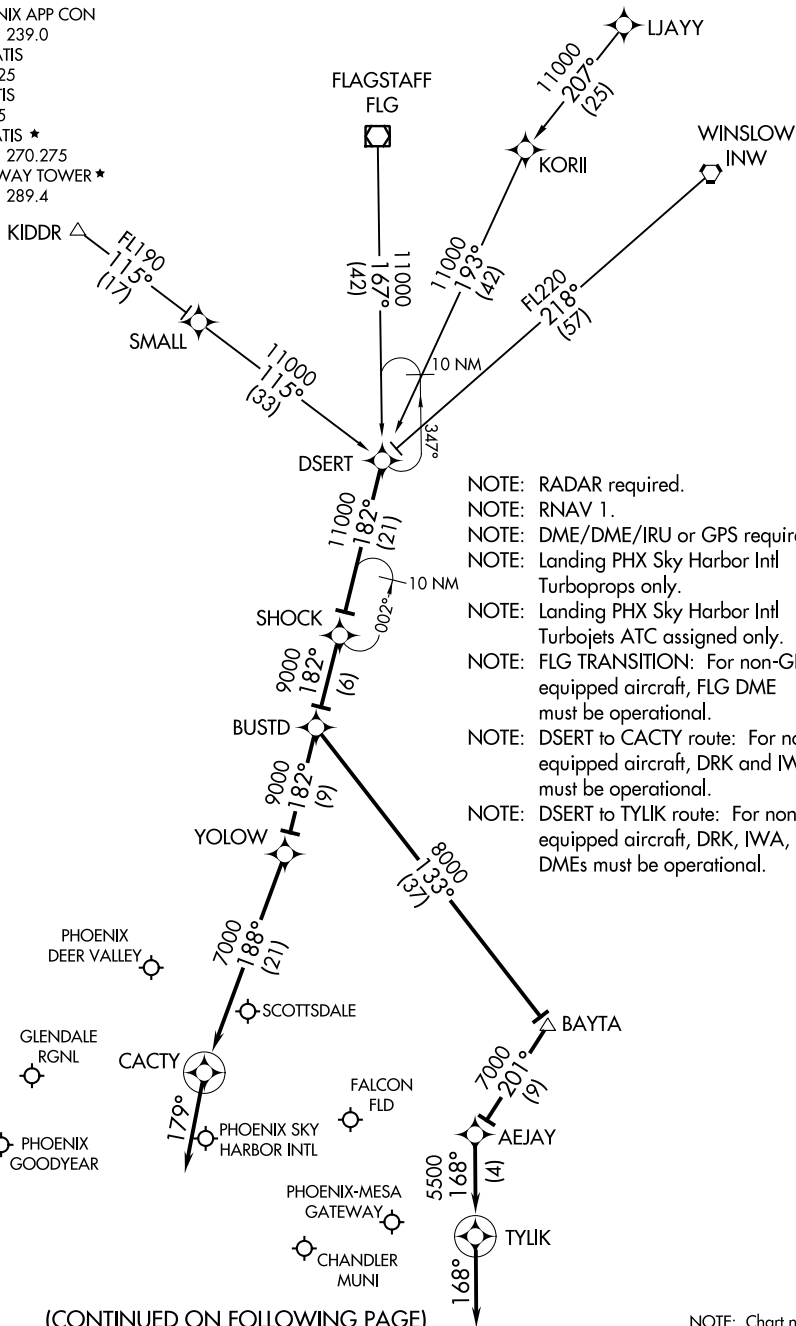 NIX APP CON
239.0
ATIS
25
TIS
5
TIS ★
270.275
WAY TOWER ★
289.4
LJAYY
11000
207°
(25)
FLAGSTAFF
FLG
KORII
WINSLOW
INW
KIDDR
FL190
115°
(17)
11000
167°
(42)
11000
193°
(42)
FL220
218°
(57)
SMALL
11000
115°
(33)
10 NM
347°
DSERT
11000
182°
(21)
NOTE: RADAR required.
NOTE: RNAV 1.
NOTE: DME/DME/IRU or GPS requir
NOTE: Landing PHX Sky Harbor Intl
Turboprops only.
NOTE: Landing PHX Sky Harbor Intl
Turbojets ATC assigned only.
NOTE: FLG TRANSITION: For non-G
equipped aircraft, FLG DME
must be operational.
NOTE: DSERT to CACTY route: For no
equipped aircraft, DRK and IW
must be operational.
NOTE: DSERT to TYLIK route: For non
equipped aircraft, DRK, IWA,
DMEs must be operational.
10 NM
002°
SHOCK
9000
182°
(6)
BUSTD
9000
182°
(9)
YOLOW
8000
133°
(37)
7000
188°
(21)
PHOENIX
DEER VALLEY
SCOTTSDALE
BAYTA
GLENDALE
RGNL
CACTY
7000
201°
(9)
FALCON
FLD
179°
PHOENIX SKY
HARBOR INTL
AEJAY
PHOENIX
GOODYEAR
5500
168°
(4)
PHOENIX-MESA
GATEWAY
TYLIK
CHANDLER
MUNI
168°
(CONTINUED ON FOLLOWING PAGE)
NOTE: Chart n